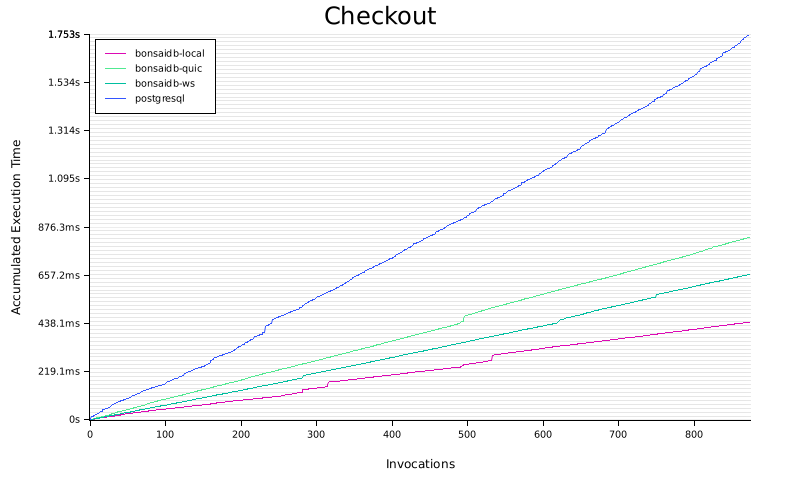 Checkout
1.753s
1.534s
1.314s
1.095s
876.3ms
657.2ms
438.1ms
219.1ms
0s
Accumulated Execution Time
bonsaidb-local
bonsaidb-quic
bonsaidb-ws
postgresql
0 100 200 300 400 500 600 700 800
Invocations